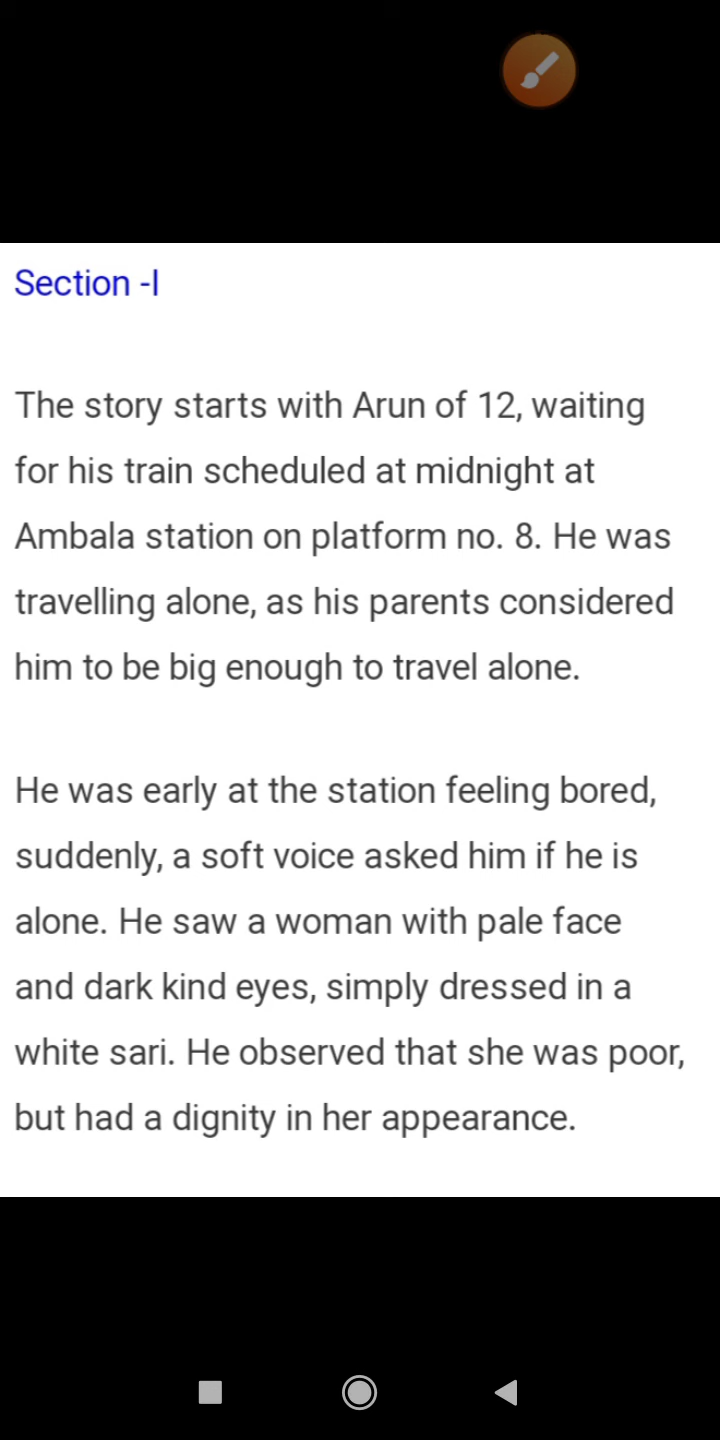 Section -I
The story starts with Arun of 12, waiting
for his train scheduled at midnight at
Ambala station on platform no. 8. He was
travelling alone, as his parents considered
him to be big enough to travel alone.
He was early at the station feeling bored,
suddenly, a soft voice asked him if he is
alone. He saw a woman with pale face
and dark kind eyes, simply dressed in a
white sari. He observed that she was poor,
but had a dignity in her appearance.